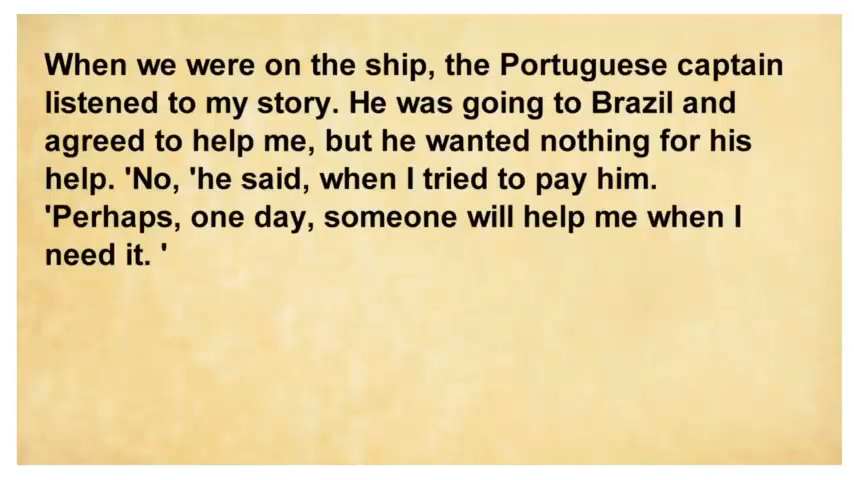 When we were on the ship, the Portuguese captain
listened to my story. He was going to Brazil and
agreed to help me, but he wanted nothing for his
help. 'No, 'he said, when I tried to pay him.
'Perhaps, one day, someone will help me when I
need it. '